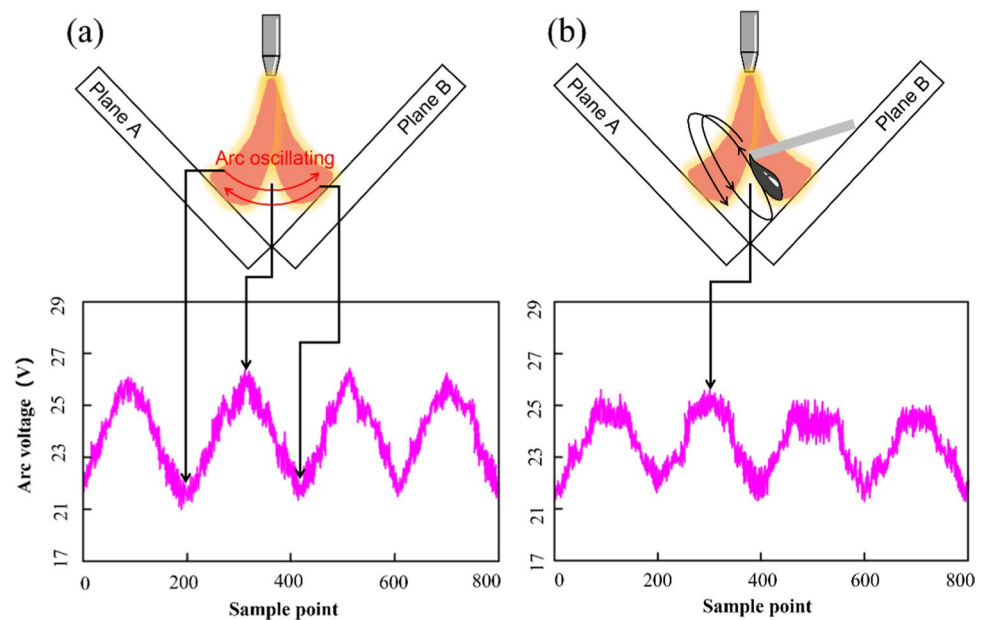 (a)
Plane A
Plane B
Arc oscillating
Arc voltage (V)
29
27
25
23
21
17
0
200
400
600
800
Sample point
(b)
Plane A
Plane B
29
27
25
23
21
17
0
200
400
600
800
Sample point